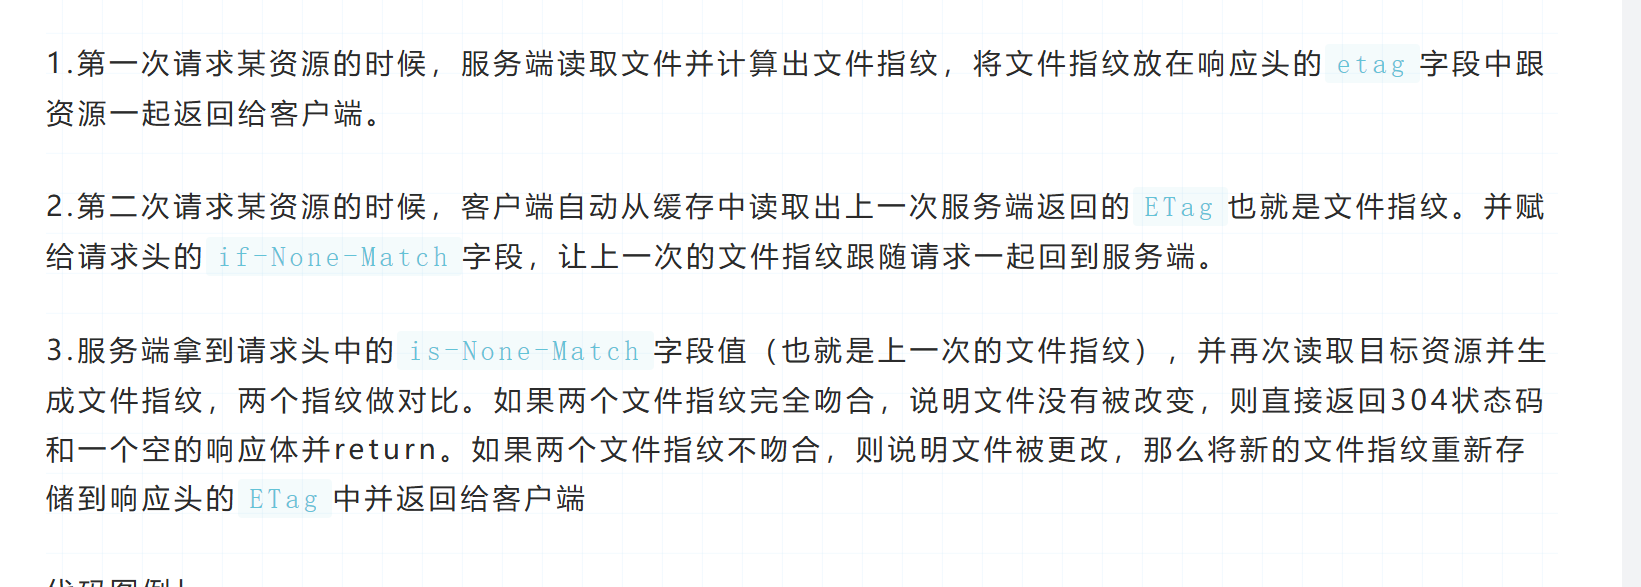 1.第一次请求某资源的时候，服务端读取文件并计算出文件指纹，将文件指纹放在响应头的 etag 字段中跟
资源一起返回给客户端。
2.第二次请求某资源的时候，客户端自动从缓存中读取出上一次服务端返回的 ETag 也就是文件指纹。并赋
给请求头的 if-None-Match 字段，让上一次的文件指纹跟随请求一起回到服务端。
3.服务端拿到请求头中的 is-None-Match 字段值（也就是上一次的文件指纹），并再次读取目标资源并生
成文件指纹，两个指纹做对比。如果两个文件指纹完全吻合，说明文件没有被改变，则直接返回304状态码
和一个空的响应体并return。如果两个文件指纹不吻合，则说明文件被更改，那么将新的文件指纹重新存
储到响应头的 ETag 中并返回给客户端